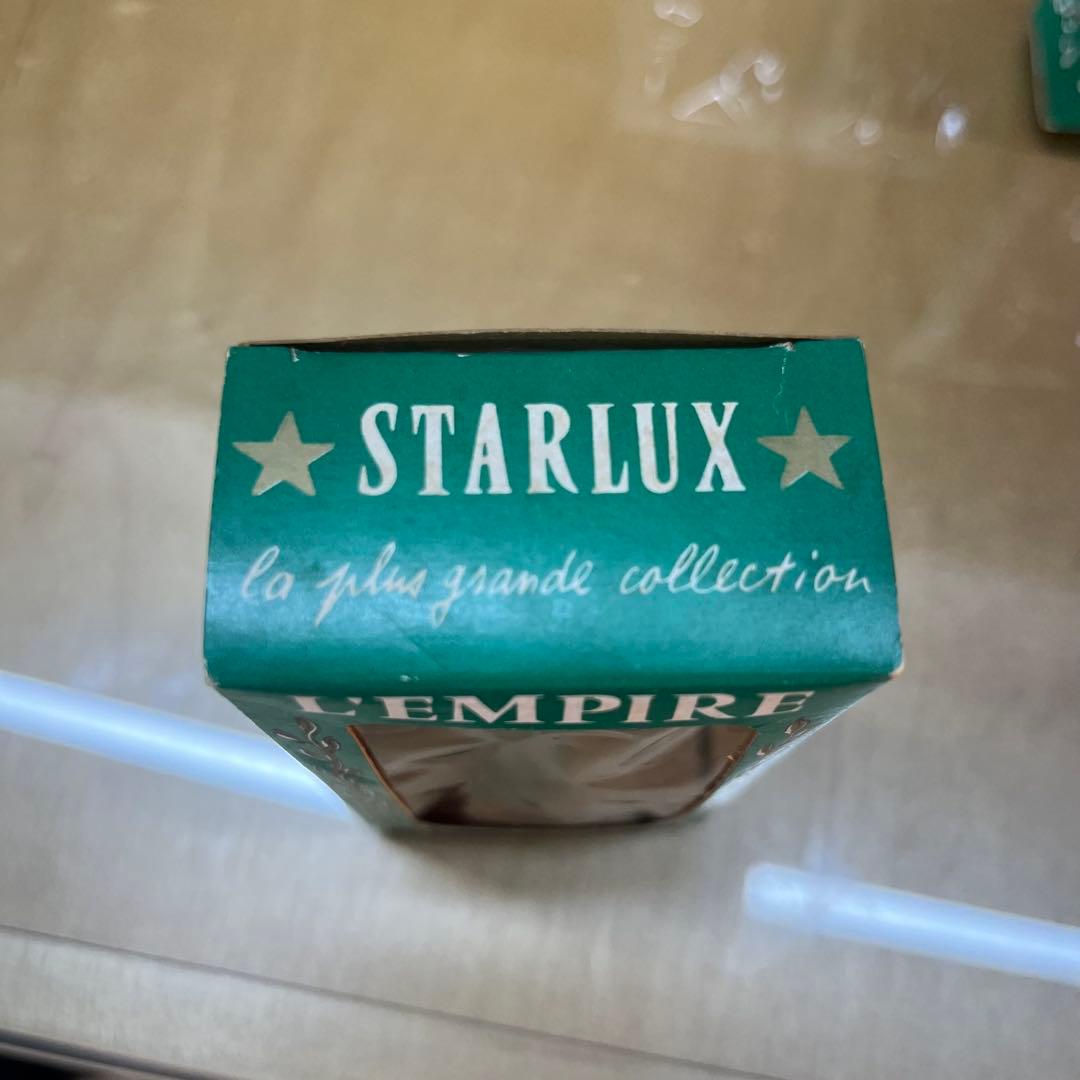 STARLUX
la plus grande collection
L'EMPIRE